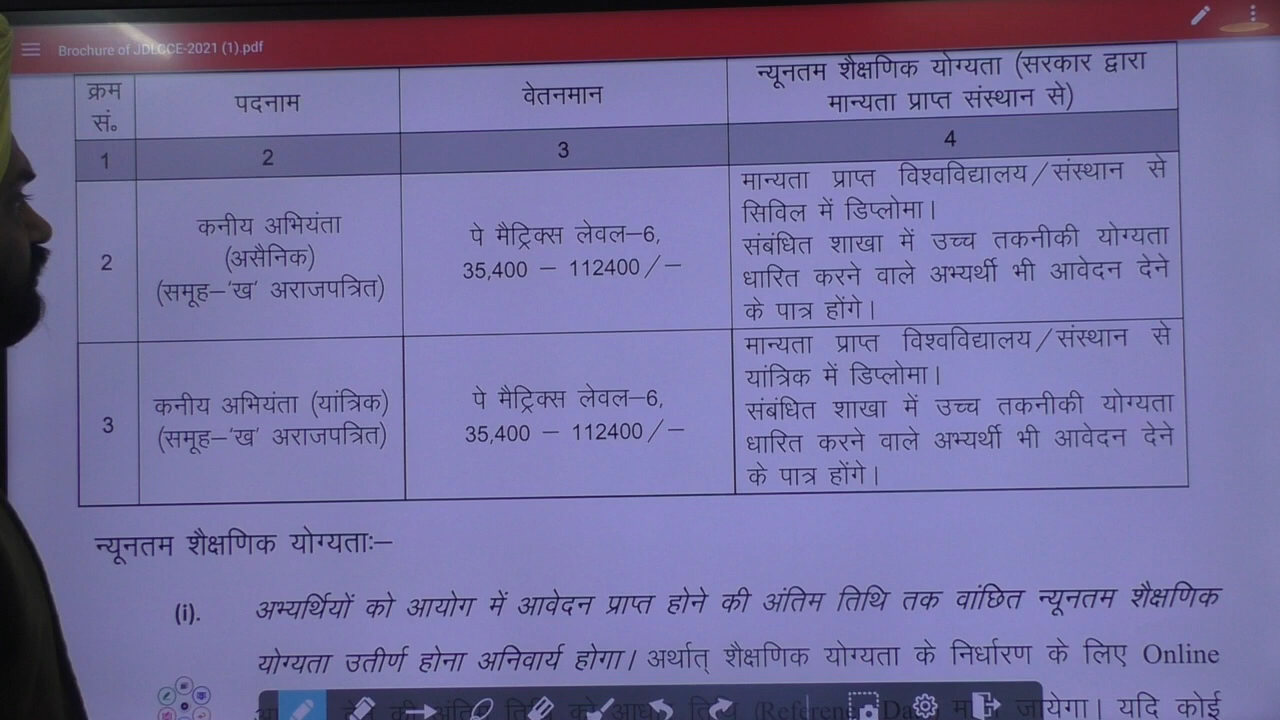 Brochure of JDLCCE-2021 (1).pdf
क्रम सं॰
पदनाम
वेतनमान
न्यूनतम शैक्षणिक योग्यता (सरकार द्वारा
मान्यता प्राप्त संस्थान से)
1
2
3
4
2
कनीय अभियंता
(असैनिक)
(समूह–'ख' अराजपत्रित)
पे मैट्रिक्स लेवल–6,
35,400 – 112400/–
मान्यता प्राप्त विश्वविद्यालय/संस्थान से
सिविल में डिप्लोमा।
संबंधित शाखा में उच्च तकनीकी योग्यता
धारित करने वाले अभ्यर्थी भी आवेदन देने
के पात्र होंगे।
3
कनीय अभियंता (यांत्रिक)
(समूह–'ख' अराजपत्रित)
पे मैट्रिक्स लेवल–6,
35,400 – 112400/–
मान्यता प्राप्त विश्वविद्यालय/संस्थान से
यांत्रिक में डिप्लोमा।
संबंधित शाखा में उच्च तकनीकी योग्यता
धारित करने वाले अभ्यर्थी भी आवेदन देने
के पात्र होंगे।
न्यूनतम शैक्षणिक योग्यताः–
(i). अभ्यर्थियों को आयोग में आवेदन प्राप्त होने की अंतिम तिथि तक वांछित न्यूनतम शैक्षणिक
योग्यता उतीर्ण होना अनिवार्य होगा। अर्थात् शैक्षणिक योग्यता के निर्धारण के लिए Online
जायेगा। यदि कोई